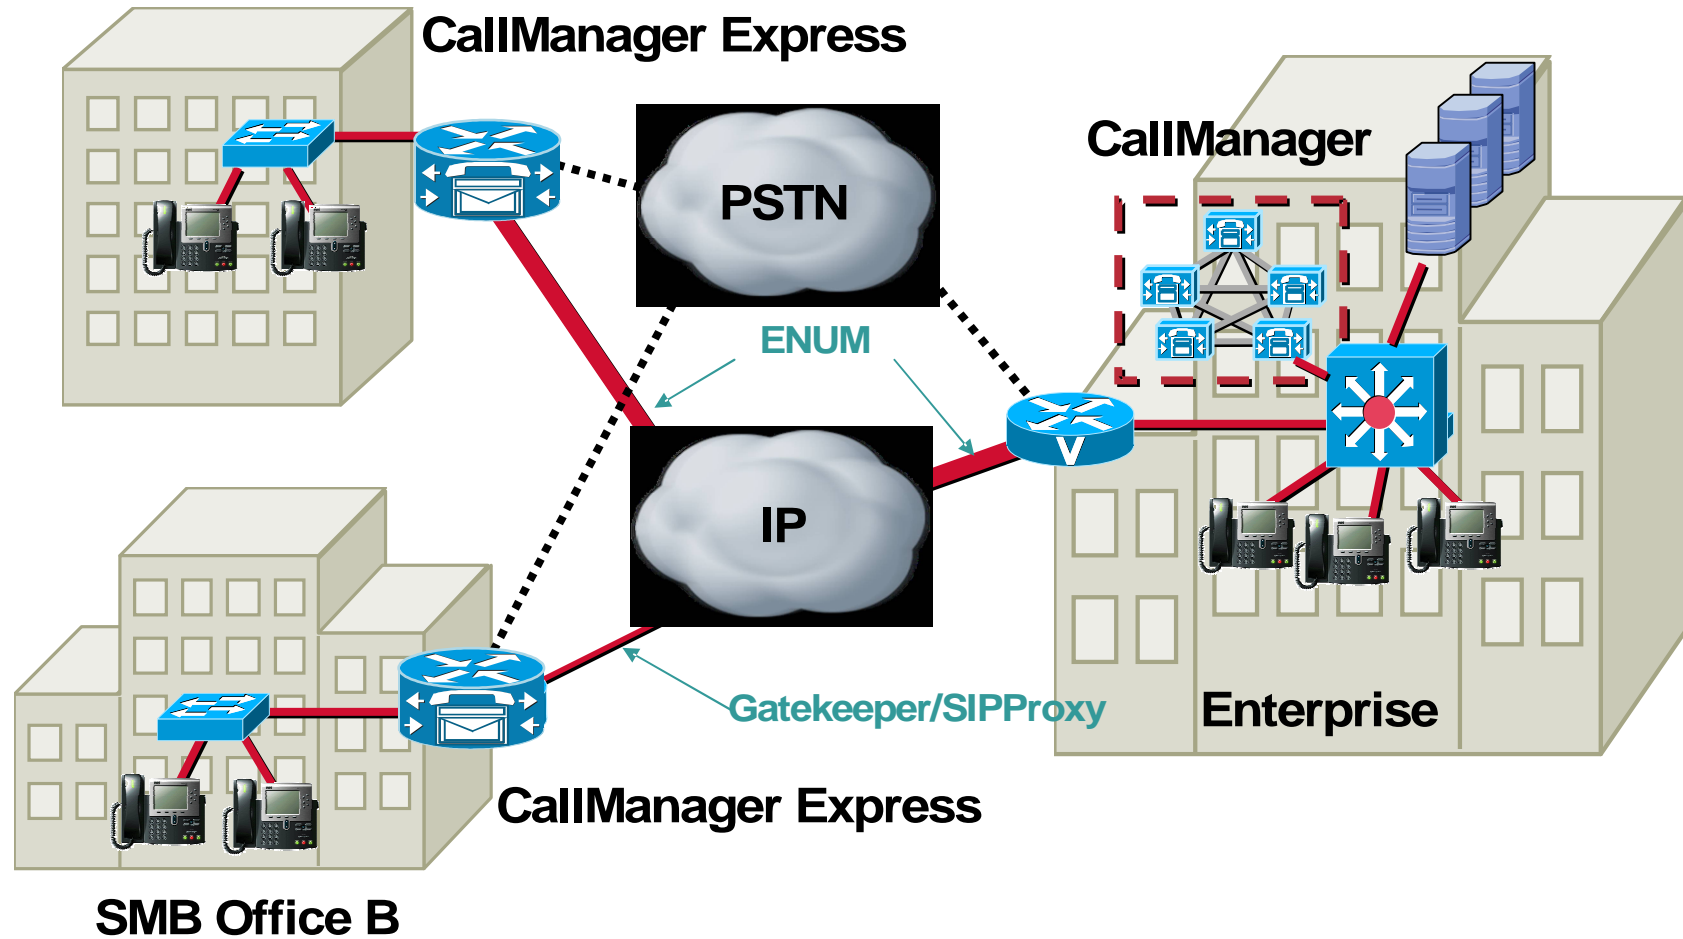 CallManager Express
CallManager
PSTN
ENUM
IP
V
Gatekeeper/SIPProxy
Enterprise
CallManager Express
SMB Office B